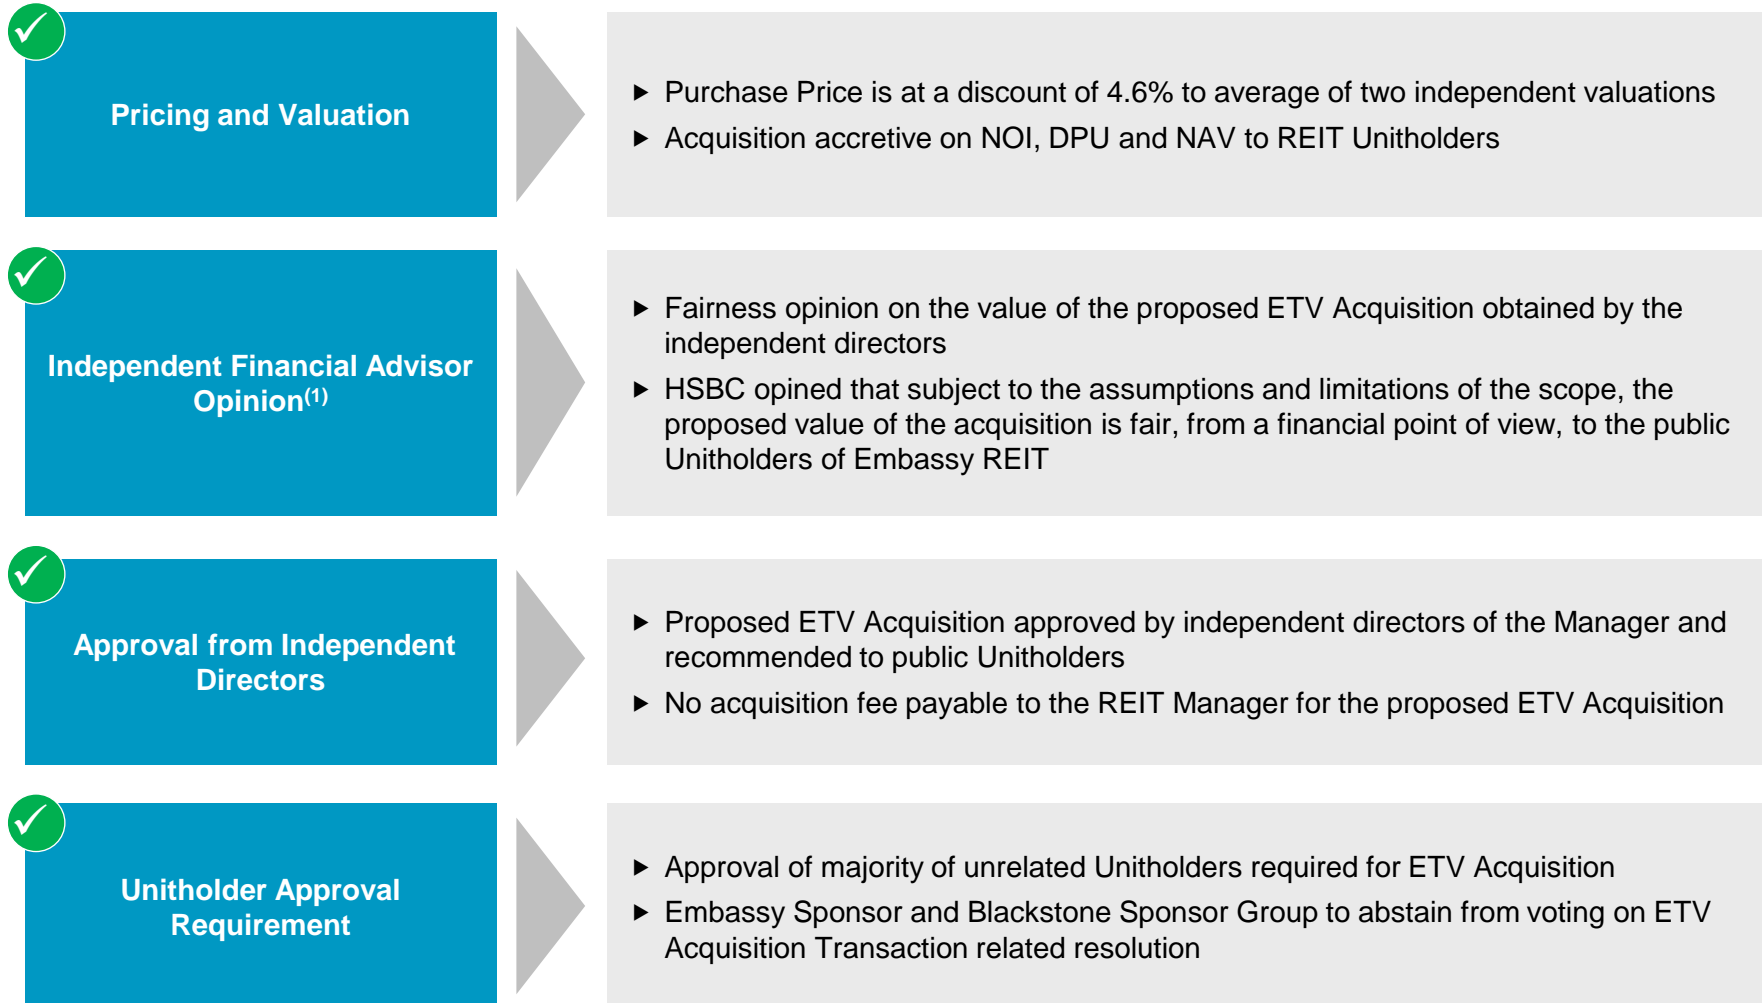 Pricing and Valuation
▶ Purchase Price is at a discount of 4.6% to average of two independent valuations
▶ Acquisition accretive on NOI, DPU and NAV to REIT Unitholders
Independent Financial Advisor
Opinion(1)
▶ Fairness opinion on the value of the proposed ETV Acquisition obtained by the
independent directors
▶ HSBC opined that subject to the assumptions and limitations of the scope, the
proposed value of the acquisition is fair, from a financial point of view, to the public
Unitholders of Embassy REIT
Approval from Independent
Directors
▶ Proposed ETV Acquisition approved by independent directors of the Manager and
recommended to public Unitholders
▶ No acquisition fee payable to the REIT Manager for the proposed ETV Acquisition
Unitholder Approval
Requirement
▶ Approval of majority of unrelated Unitholders required for ETV Acquisition
▶ Embassy Sponsor and Blackstone Sponsor Group to abstain from voting on ETV
Acquisition Transaction related resolution